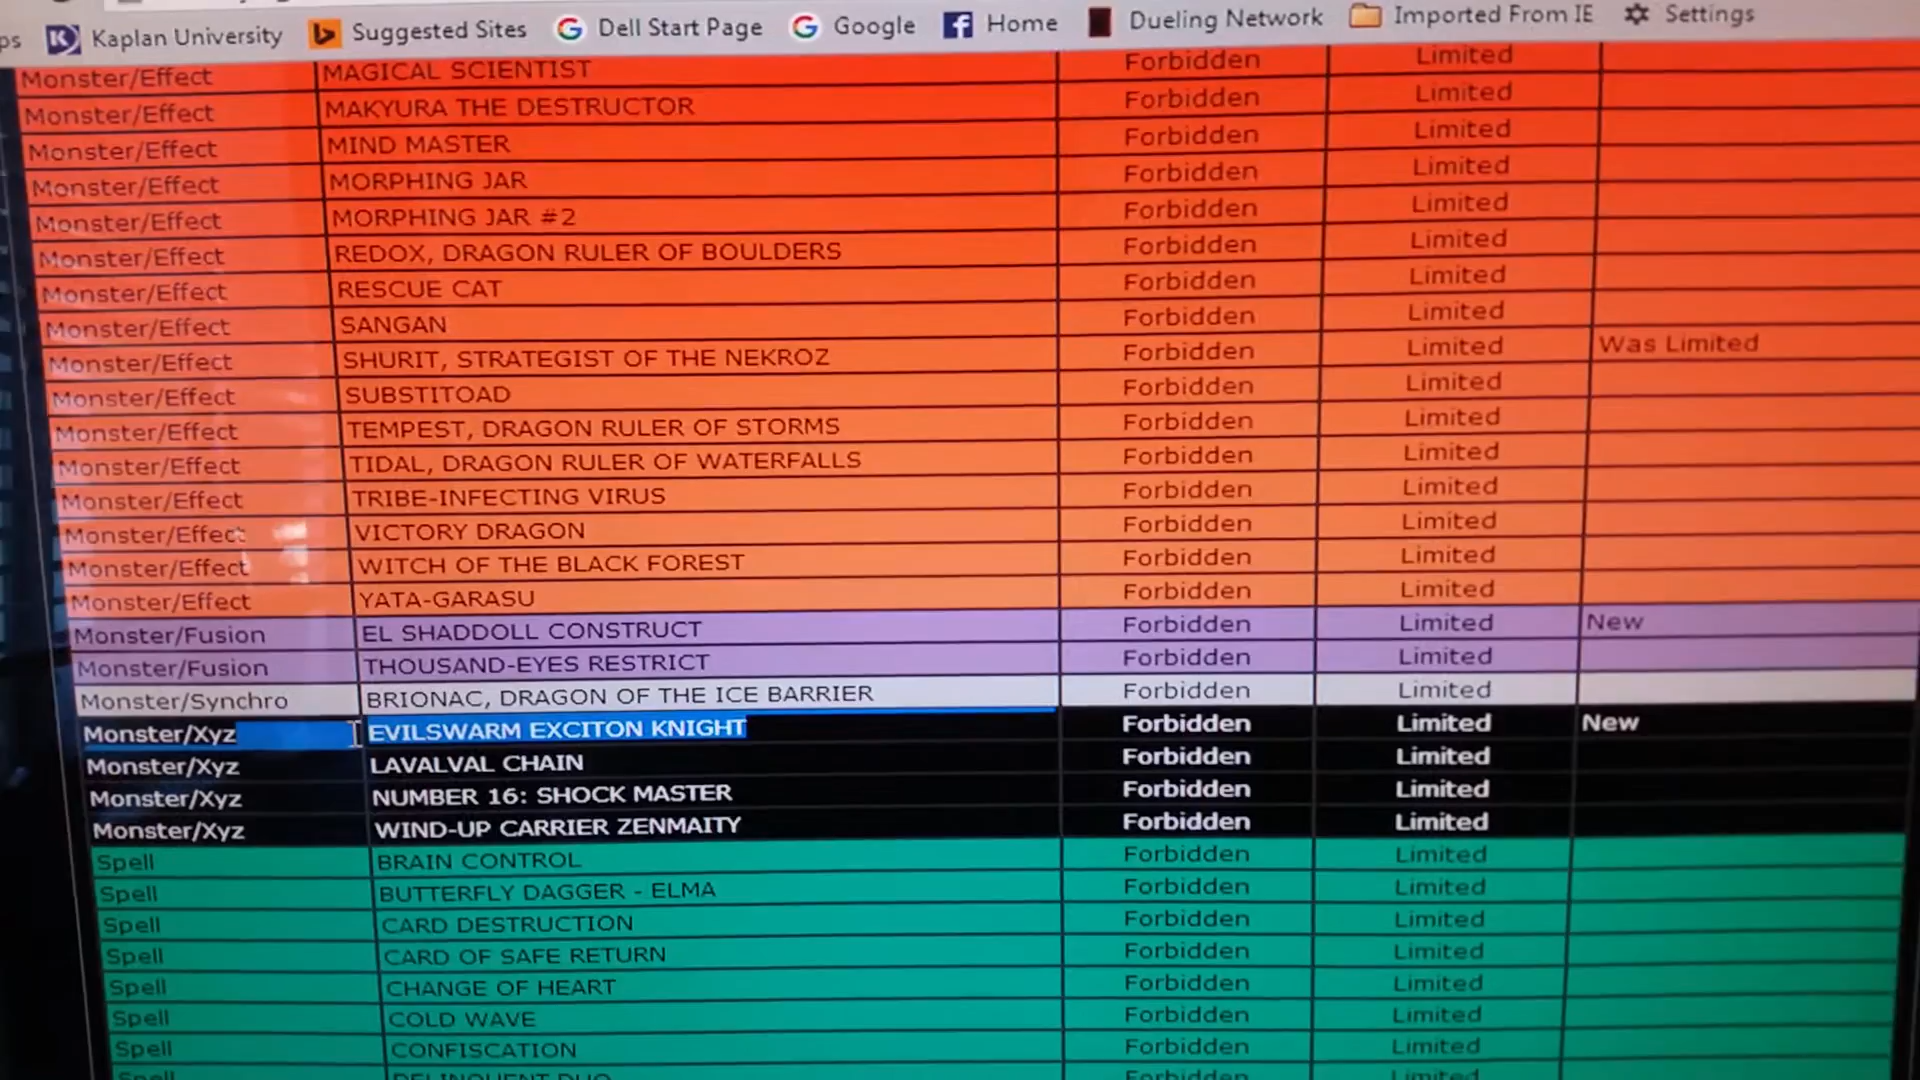 ps Kaplan University Suggested Sites Dell Start Page Google Home Dueling Network Imported From IE Settings
Monster/Effect MAGICAL SCIENTIST Forbidden Limited
Monster/Effect MAKYURA THE DESTRUCTOR Forbidden Limited
Monster/Effect MIND MASTER Forbidden Limited
Monster/Effect MORPHING JAR Forbidden Limited
Monster/Effect MORPHING JAR #2 Forbidden Limited
Monster/Effect REDOX, DRAGON RULER OF BOULDERS Forbidden Limited
Monster/Effect RESCUE CAT Forbidden Limited
Monster/Effect SANGAN Forbidden Limited
Monster/Effect SHURIT, STRATEGIST OF THE NEKROZ Forbidden Limited Was Limited
Monster/Effect SUBSTITOAD Forbidden Limited
Monster/Effect TEMPEST, DRAGON RULER OF STORMS Forbidden Limited
Monster/Effect TIDAL, DRAGON RULER OF WATERFALLS Forbidden Limited
Monster/Effect TRIBE-INFECTING VIRUS Forbidden Limited
Monster/Effect VICTORY DRAGON Forbidden Limited
Monster/Effect WITCH OF THE BLACK FOREST Forbidden Limited
Monster/Effect YATA-GARASU Forbidden Limited
Monster/Fusion EL SHADDOLL CONSTRUCT Forbidden Limited New
Monster/Fusion THOUSAND-EYES RESTRICT Forbidden Limited
Monster/Synchro BRIONAC, DRAGON OF THE ICE BARRIER Forbidden Limited
Monster/Xyz EVILSWARM EXCITON KNIGHT Forbidden Limited New
Monster/Xyz LAVALVAL CHAIN Forbidden Limited
Monster/Xyz NUMBER 16: SHOCK MASTER Forbidden Limited
Monster/Xyz WIND-UP CARRIER ZENMAITY Forbidden Limited
Spell BRAIN CONTROL Forbidden Limited
Spell BUTTERFLY DAGGER - ELMA Forbidden Limited
Spell CARD DESTRUCTION Forbidden Limited
Spell CARD OF SAFE RETURN Forbidden Limited
Spell CHANGE OF HEART Forbidden Limited
Spell COLD WAVE Forbidden Limited
Spell CONFISCATION Forbidden Limited
Spell DELINQUENT DUO Forbidden Limited